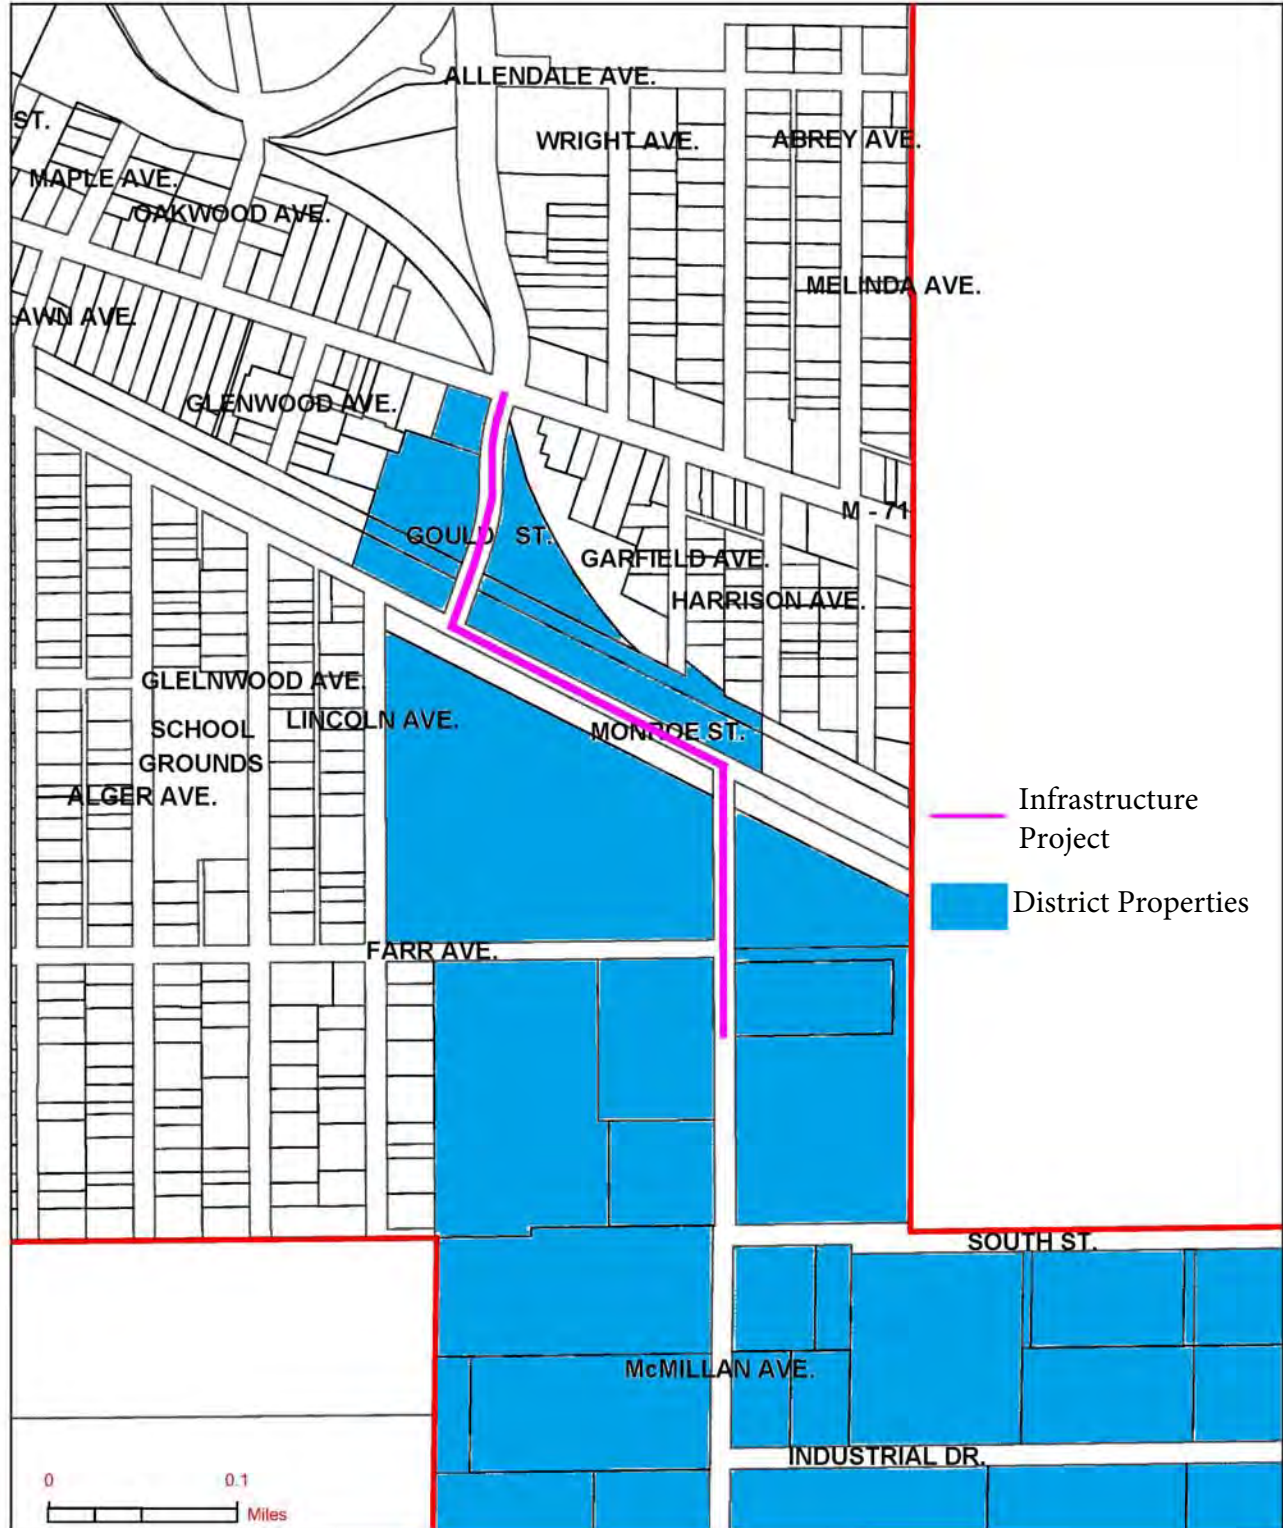 ALLENDALE AVE.
ST.
WRIGHT AVE.
ABREY AVE.
MAPLE AVE.
OAKWOOD AVE.
MELINDA AVE.
AWN AVE.
GLENWOOD AVE.
M - 71
GOULD ST.
GARFIELD AVE.
HARRISON AVE.
GLELNWOOD AVE.
LINCOLN AVE.
SCHOOL
GROUNDS
MONROE ST.
ALGER AVE.
Infrastructure
Project
District Properties
FARR AVE.
SOUTH ST.
McMILLAN AVE.
INDUSTRIAL DR.
0 0.1
Miles